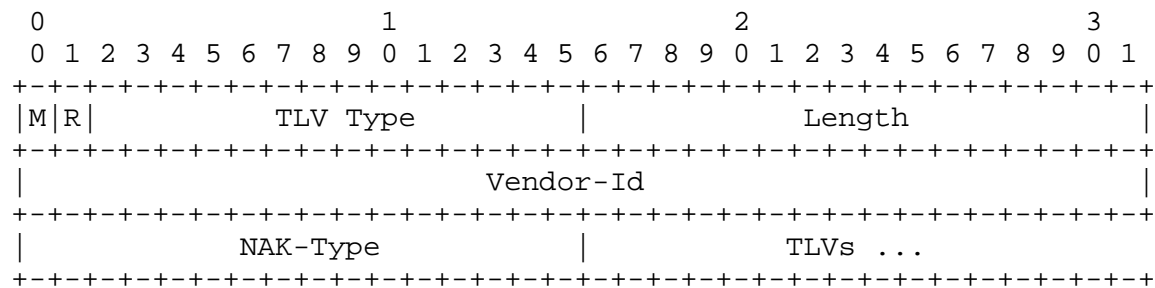 0                   1                   2                   3
 0 1 2 3 4 5 6 7 8 9 0 1 2 3 4 5 6 7 8 9 0 1 2 3 4 5 6 7 8 9 0 1
+-+-+-+-+-+-+-+-+-+-+-+-+-+-+-+-+-+-+-+-+-+-+-+-+-+-+-+-+-+-+-+-+
|M|R|          TLV Type         |            Length             |
+-+-+-+-+-+-+-+-+-+-+-+-+-+-+-+-+-+-+-+-+-+-+-+-+-+-+-+-+-+-+-+-+
|                          Vendor-Id                            |
+-+-+-+-+-+-+-+-+-+-+-+-+-+-+-+-+-+-+-+-+-+-+-+-+-+-+-+-+-+-+-+-+
|            NAK-Type           |           TLVs ...
+-+-+-+-+-+-+-+-+-+-+-+-+-+-+-+-+-+-+-+-+-+-+-+-+-+-+-+-+-+-+-+-+